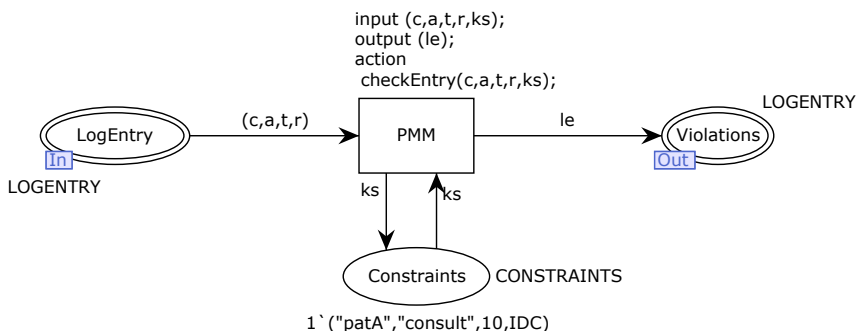 input (c,a,t,r,ks);
output (le);
action
checkEntry(c,a,t,r,ks);
LOGENTRY
(c,a,t,r)
le
LogEntry
PMM
Violations
In
Out
LOGENTRY
ks
ks
Constraints
CONSTRAINTS
1`("patA","consult",10,IDC)